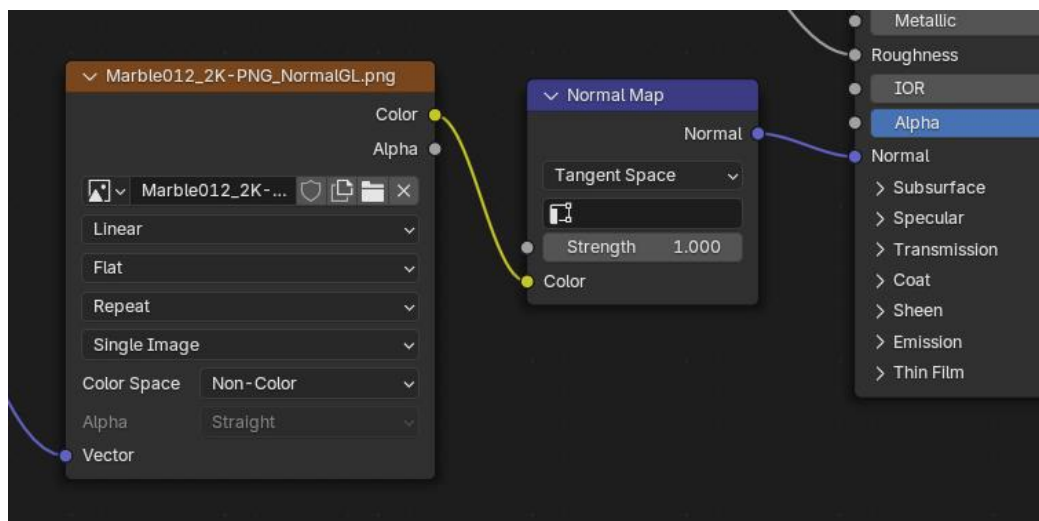 Marble012_2K-PNG_NormalGL.png
Color
Alpha
Marble012_2K-...
Linear
Flat
Repeat
Single Image
Color Space Non-Color
Alpha Straight
Vector
Normal Map
Normal
Tangent Space
Strength 1.000
Color
Metallic
Roughness
IOR
Alpha
Normal
Subsurface
Specular
Transmission
Coat
Sheen
Emission
Thin Film